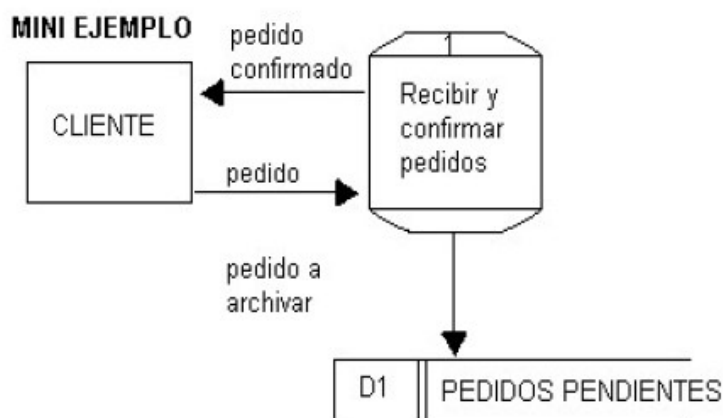 MINI EJEMPLO
pedido
confirmado
1
CLIENTE
Recibir y
confirmar
pedidos
pedido
pedido a
archivar
D1
PEDIDOS PENDIENTES